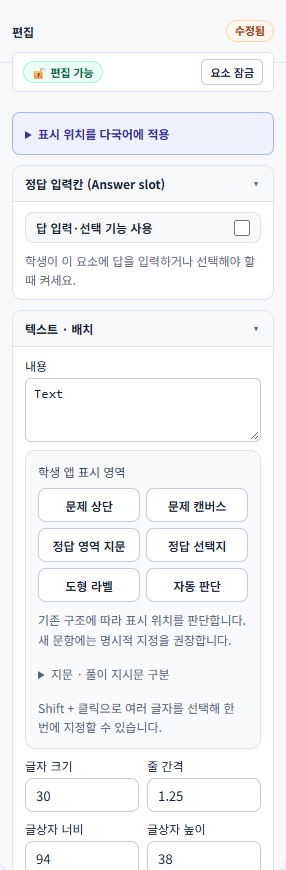 편집
수정됨
🔓 편집 가능
요소 잠금
▶ 표시 위치를 다국어에 적용
정답 입력칸 (Answer slot)
답 입력·선택 기능 사용
학생이 이 요소에 답을 입력하거나 선택해야 할
때 켜세요.
텍스트 · 배치
내용
Text
학생 앱 표시 영역
문제 상단
문제 캔버스
정답 영역 지문
정답 선택지
도형 라벨
자동 판단
기존 구조에 따라 표시 위치를 판단합니다.
새 문항에는 명시적 지정을 권장합니다.
▶ 지문 · 풀이 지시문 구분
Shift + 클릭으로 여러 글자를 선택해 한
번에 지정할 수 있습니다.
글자 크기
줄 간격
30
1.25
글상자 너비
글상자 높이
94
38